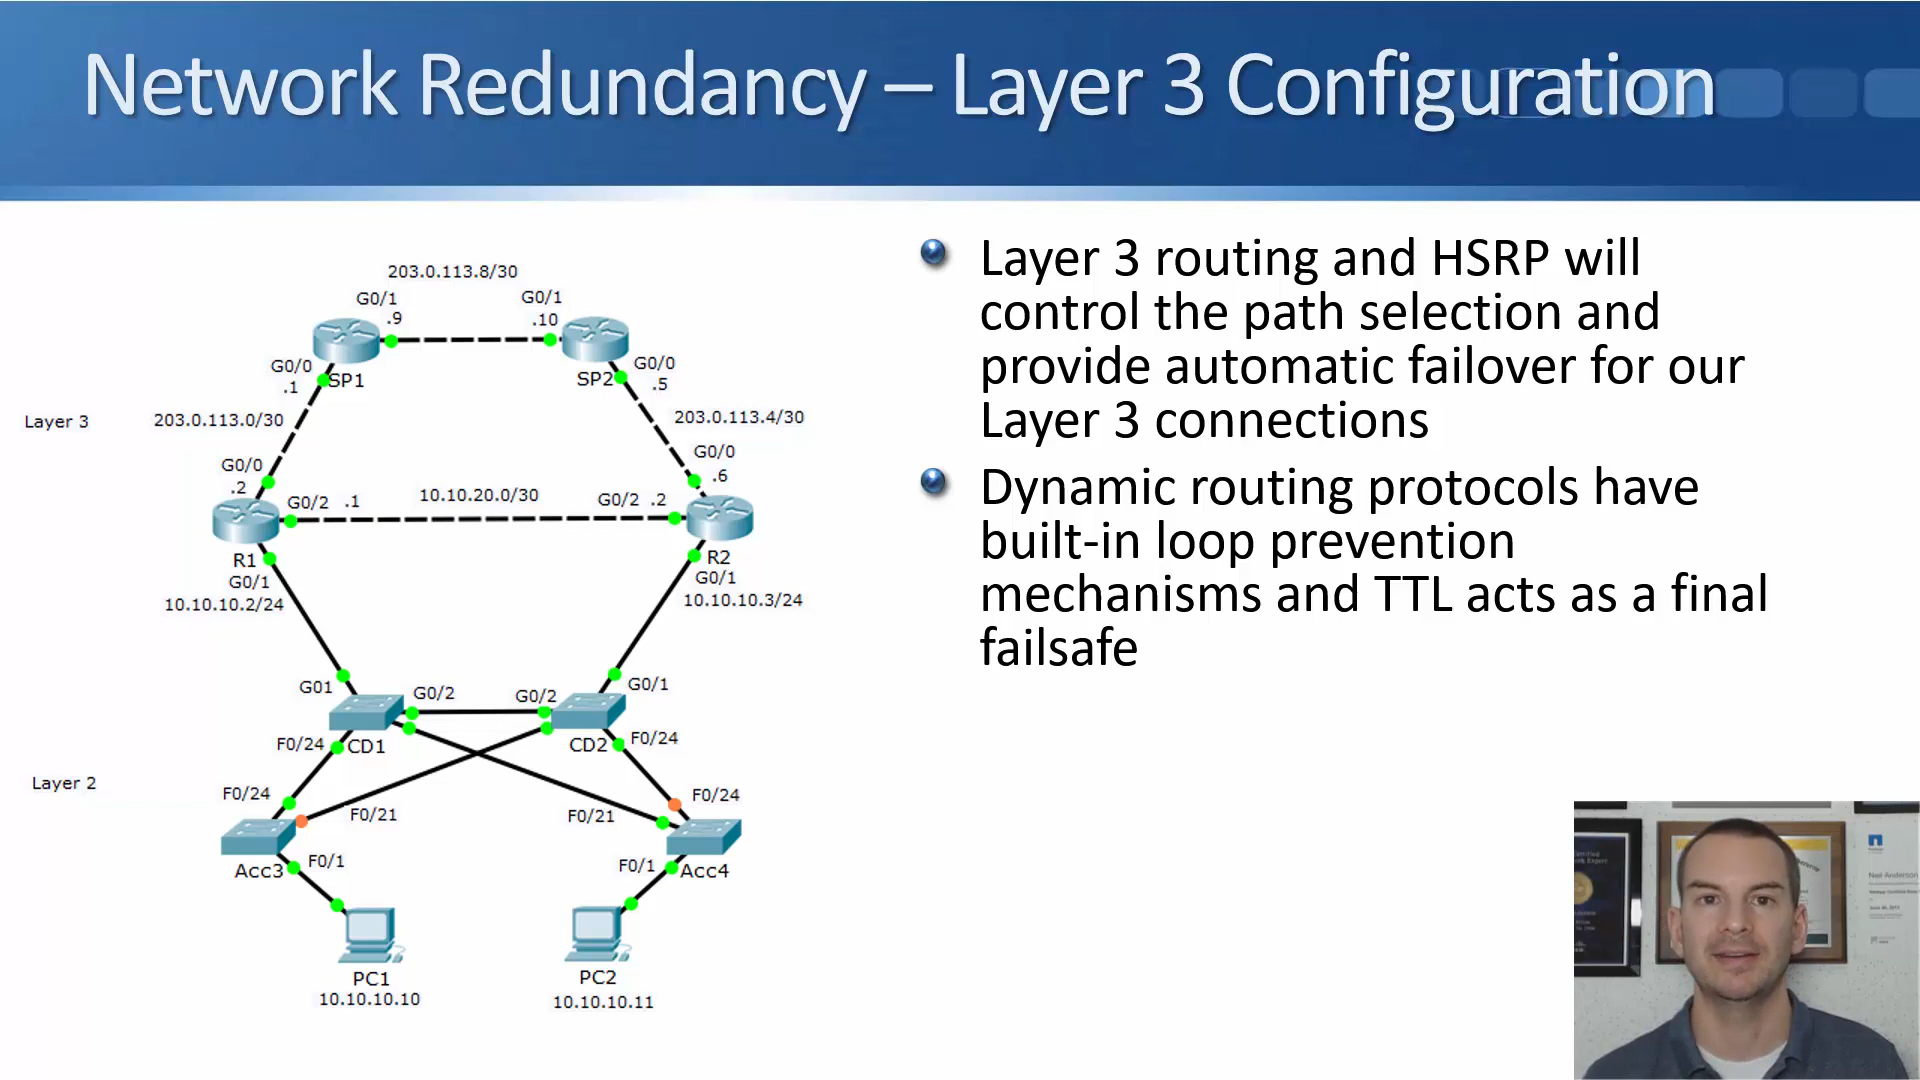 Network Redundancy – Layer 3 Configuration
Layer 3 routing and HSRP will
control the path selection and
provide automatic failover for our
Layer 3 connections
Dynamic routing protocols have
built-in loop prevention
mechanisms and TTL acts as a final
failsafe
203.0.113.8/30
G0/1
G0/1
.9
.10
SP1
SP2
G0/0
.1
G0/0
.5
Layer 3
203.0.113.0/30
203.0.113.4/30
G0/0
.2
G0/0
.6
G0/2 .1
10.10.20.0/30
G0/2 .2
R1
R2
G0/1
10.10.10.2/24
G0/1
10.10.10.3/24
G01
G0/2
G0/2
G0/1
F0/24
CD1
CD2
F0/24
Layer 2
F0/24
F0/21
F0/21
F0/24
Acc3
F0/1
F0/1
Acc4
PC1
10.10.10.10
PC2
10.10.10.11
Neil Anderson